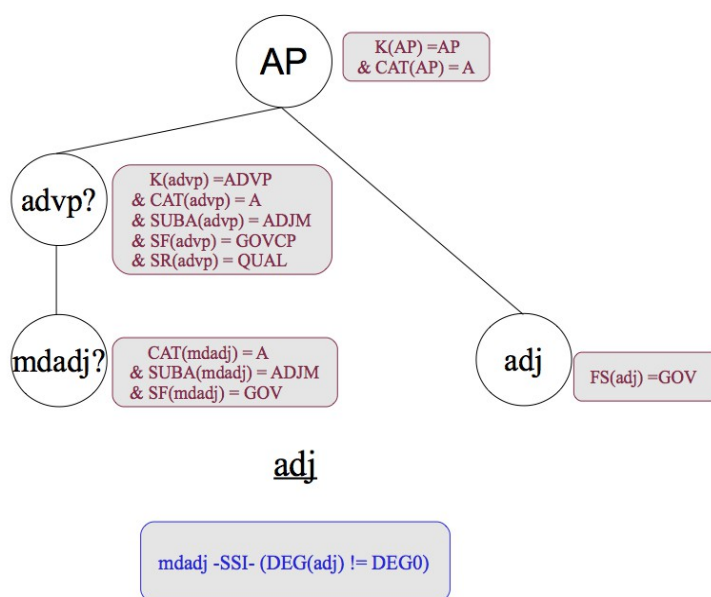 AP
K(AP) =AP
& CAT(AP) = A
advp?
K(advp) =ADVP
& CAT(advp) = A
& SUBA(advp) = ADJM
& SF(advp) = GOVCP
& SR(advp) = QUAL
mdadj?
CAT(mdadj) = A
& SUBA(mdadj) = ADJM
& SF(mdadj) = GOV
adj
FS(adj) =GOV
adj
mdadj -SSI- (DEG(adj) != DEG0)